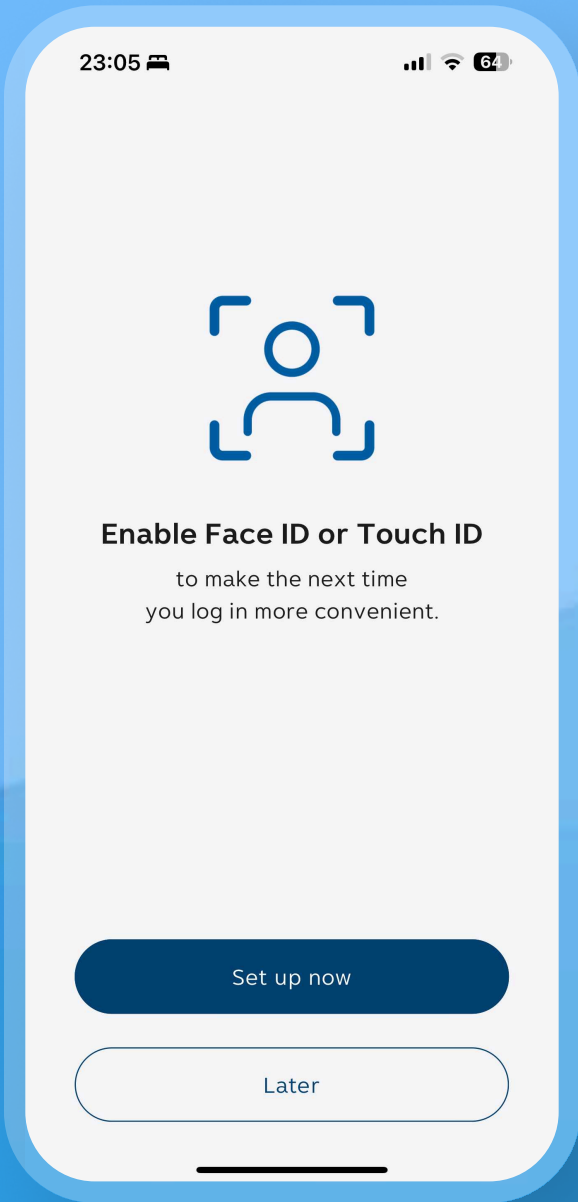 23:05
64
Enable Face ID or Touch ID
to make the next time
you log in more convenient.
Set up now
Later